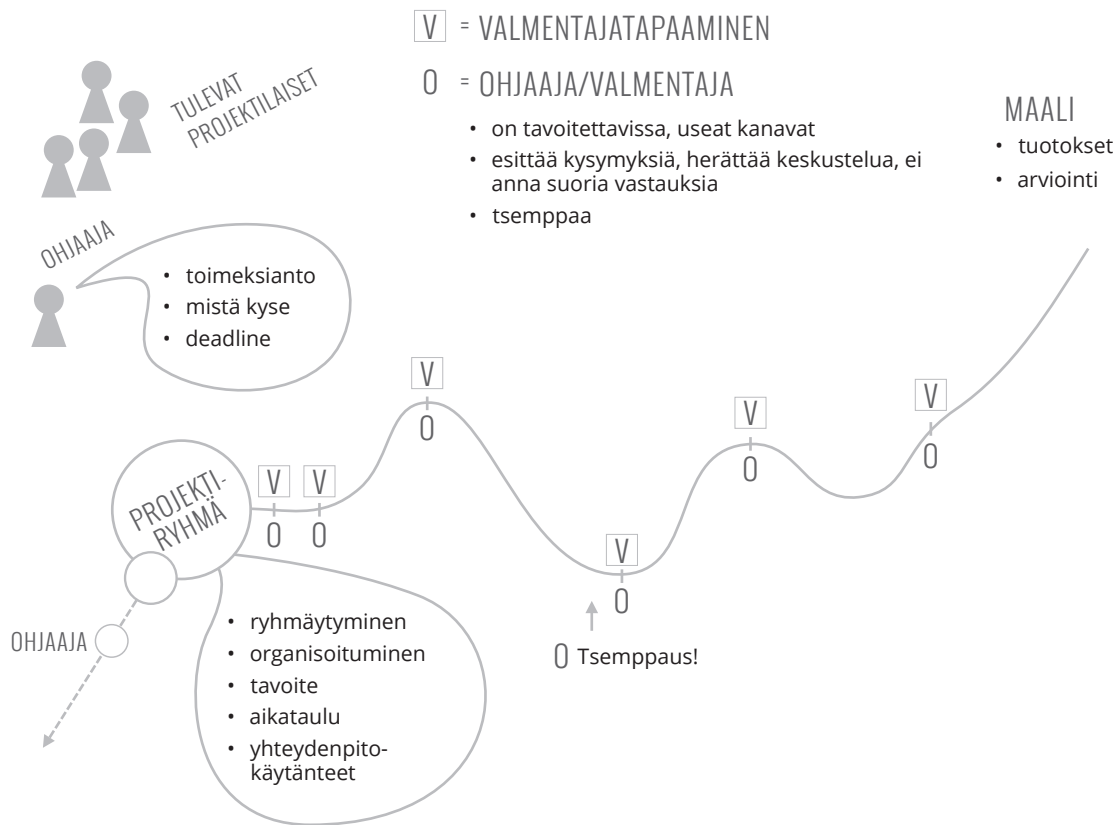 V = VALMENTAJATAPAAMINEN
O = OHJAAJA/VALMENTAJA
• on tavoitettavissa, useat kanavat
• esittää kysymyksiä, herättää keskustelua, ei
anna suoria vastauksia
• tsemppaa
MAALI
• tuotokset
• arviointi
TULEVAT
PROJEKTILAISET
OHJAAJA
• toimeksianto
• mistä kyse
• deadline
V
O
V
O
V
O
PROJEKTI-
RYHMÄ
V V
O O
V
O
O Tsemppaus!
OHJAAJA
• ryhmäytyminen
• organisoituminen
• tavoite
• aikataulu
• yhteydenpito-
käytänteet